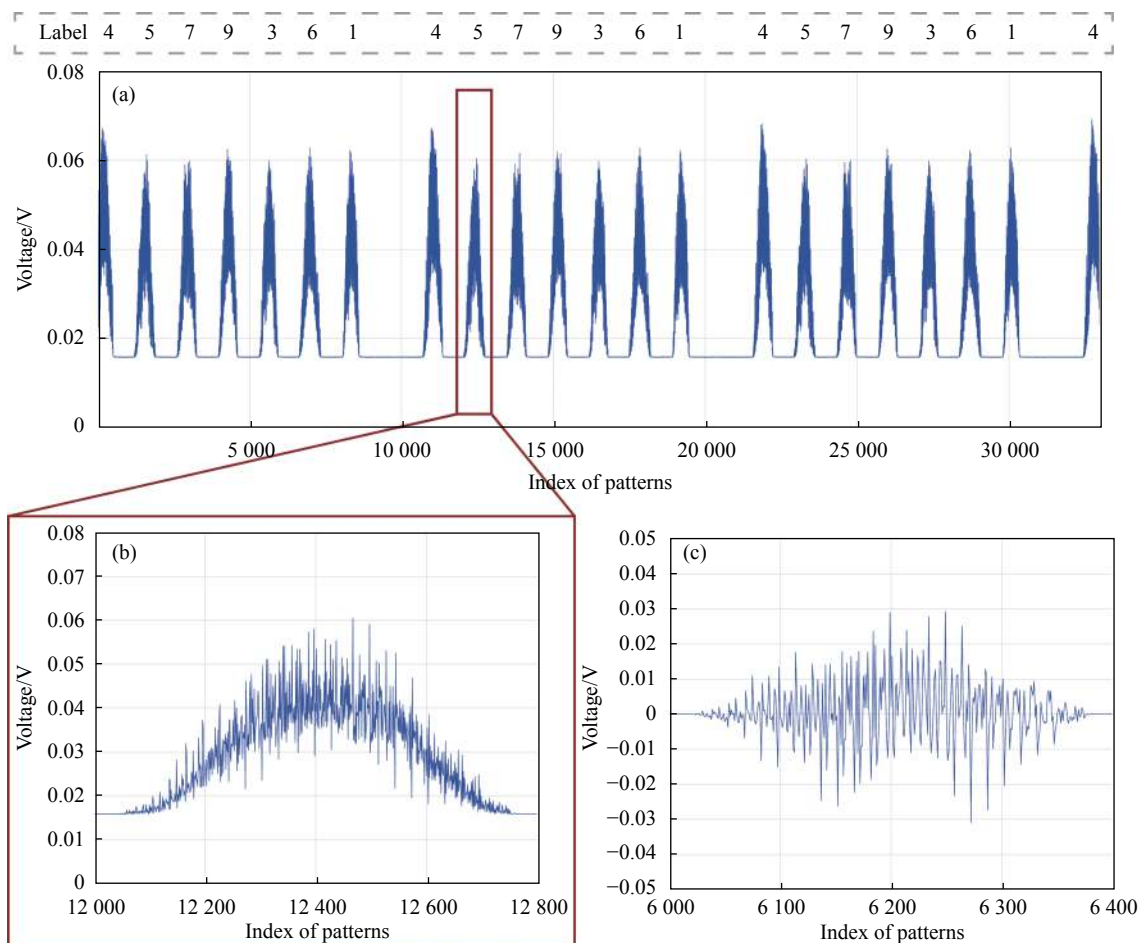 Label 4 5 7 9 3 6 1 4 5 7 9 3 6 1 4 5 7 9 3 6 1 4
(a)
Voltage/V
0.08
0.06
0.04
0.02
0
5 000 10 000 15 000 20 000 25 000 30 000
Index of patterns
(b)
Voltage/V
0.08
0.07
0.06
0.05
0.04
0.03
0.02
0.01
0
12 000 12 200 12 400 12 600 12 800
Index of patterns
(c)
Voltage/V
0.05
0.04
0.03
0.02
0.01
0
−0.01
−0.02
−0.03
−0.04
−0.05
6 000 6 100 6 200 6 300 6 400
Index of patterns